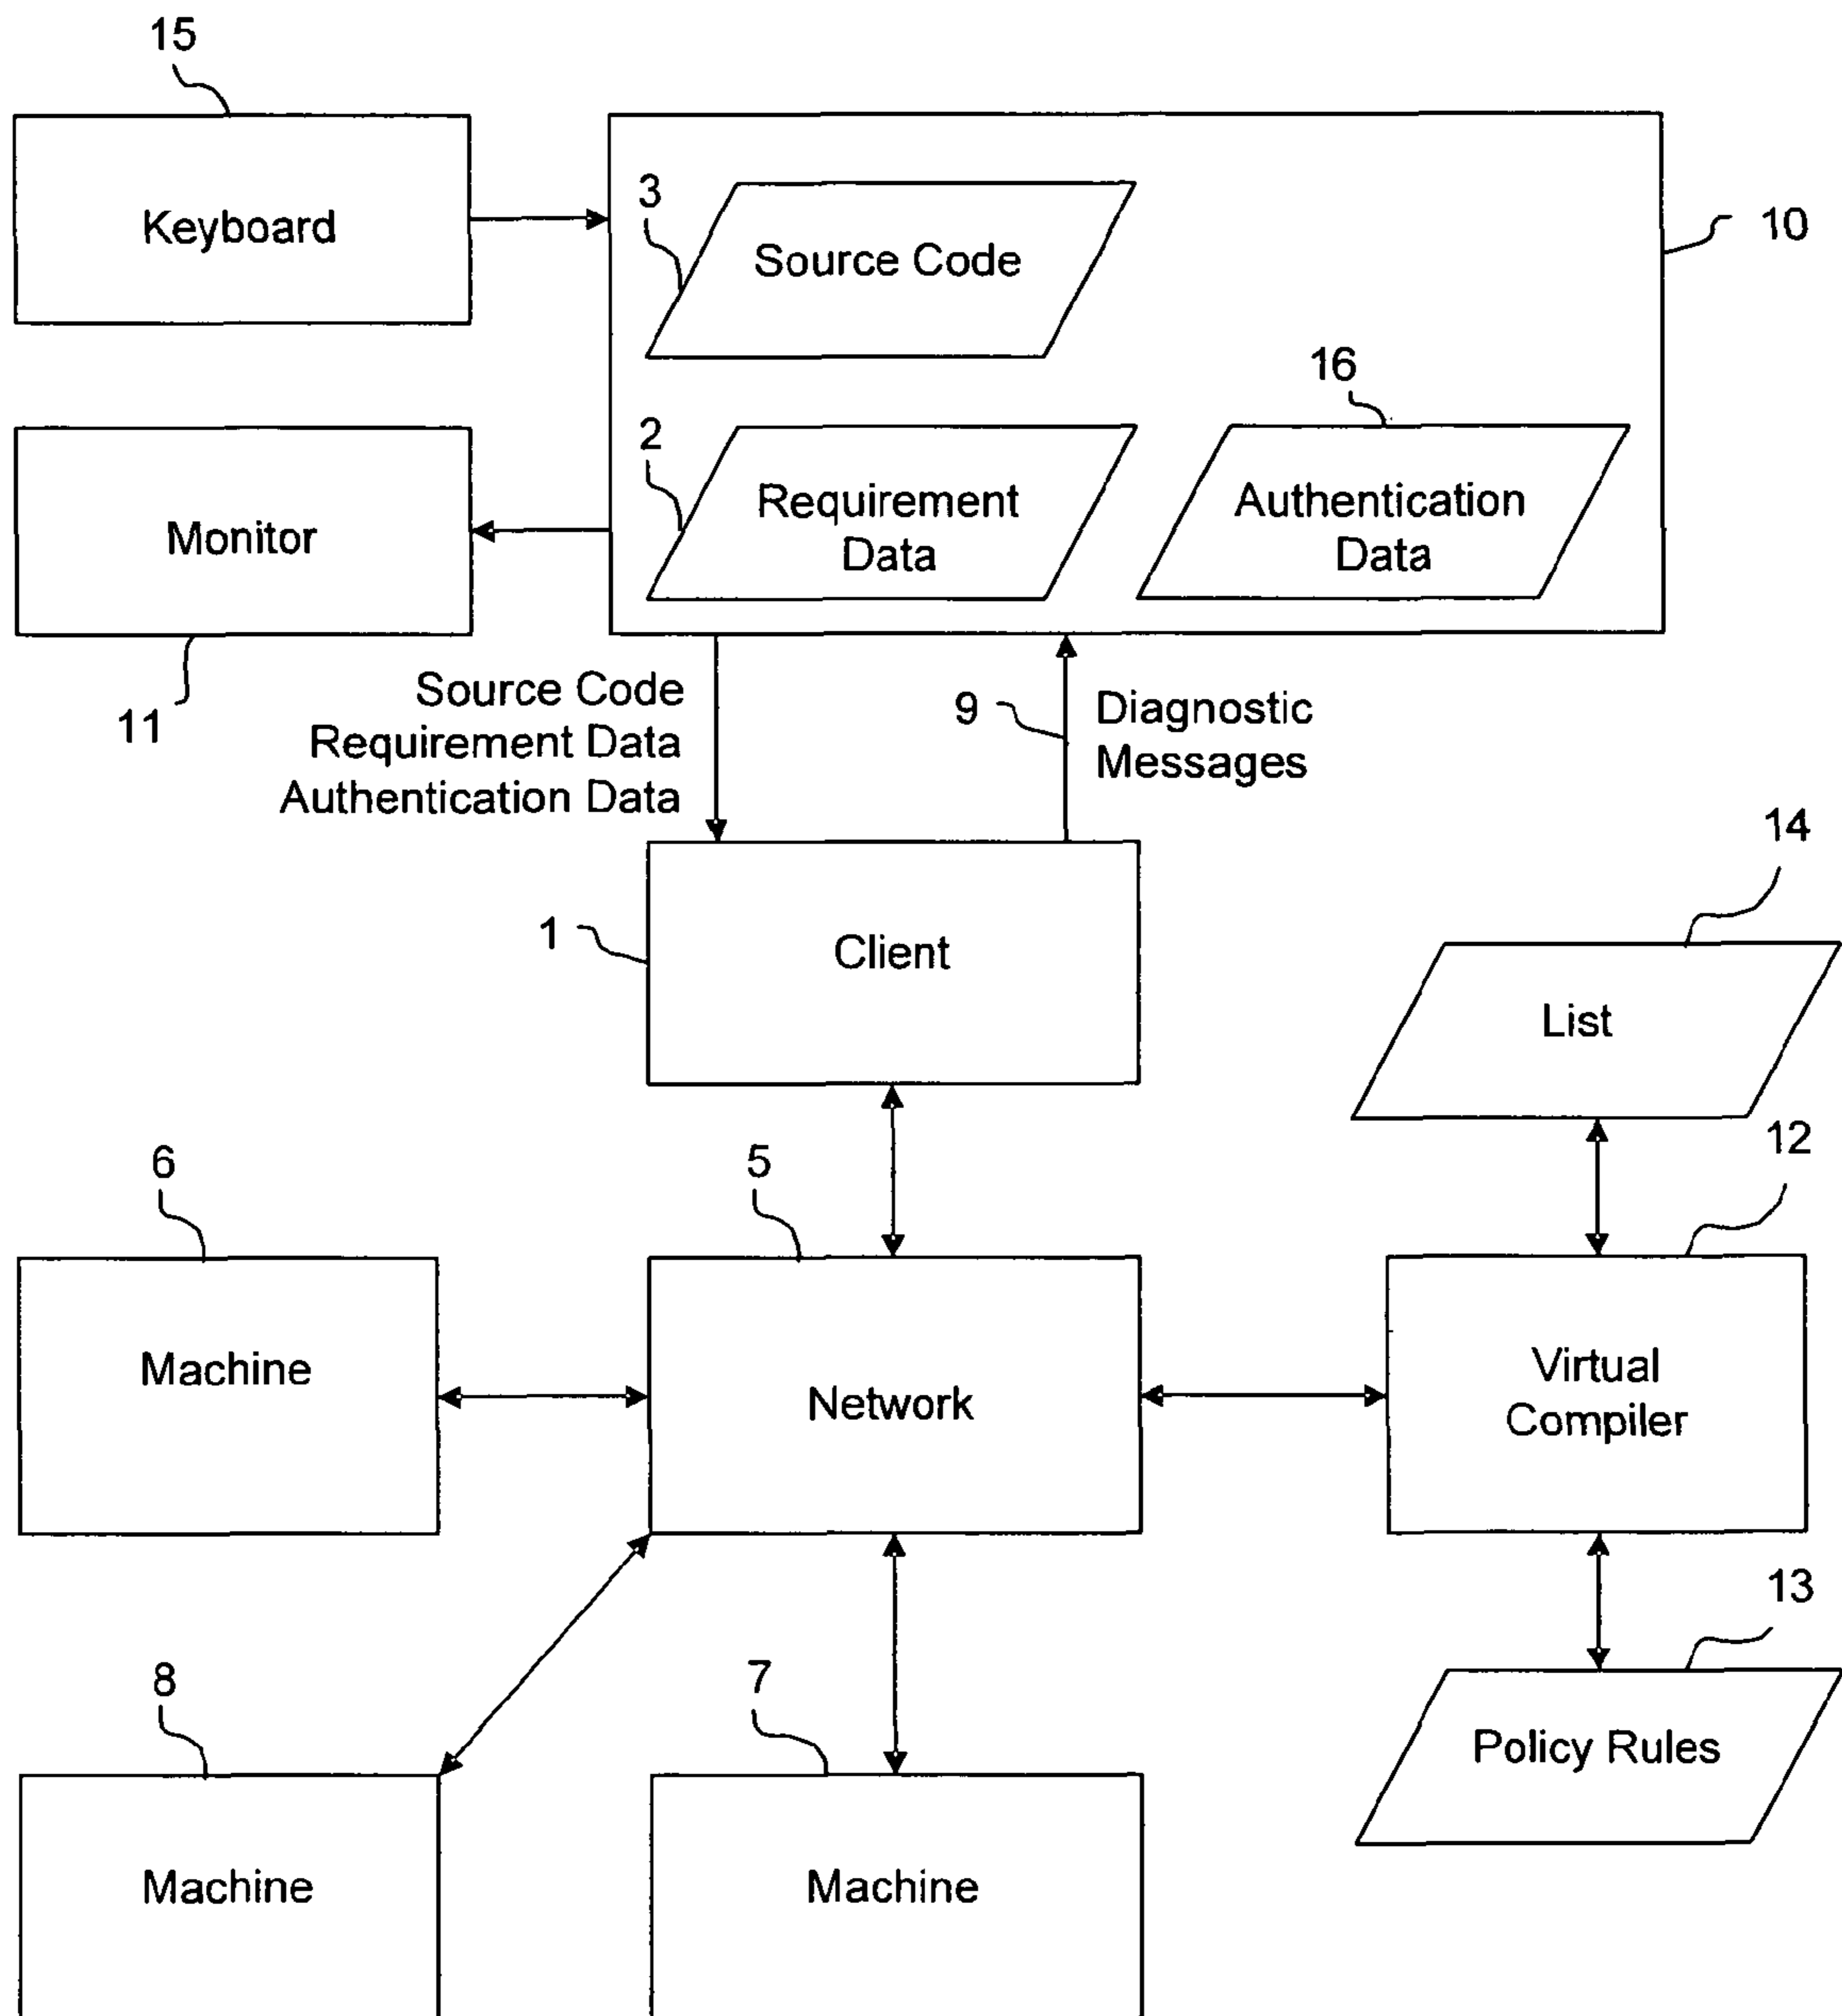 15
Keyboard
3
Source Code
10
16
2
Requirement
Data
Authentication
Data
Monitor
11
Source Code
Requirement Data
Authentication Data
9
Diagnostic
Messages
14
1
Client
List
12
6
5
Machine
Network
Virtual
Compiler
13
8
7
Policy Rules
Machine
Machine